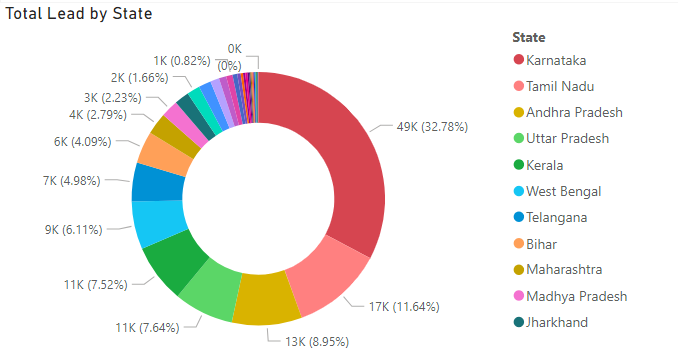 Total Lead by State
0K
(0%)
1K (0.82%)
2K (1.66%)
3K (2.23%)
4K (2.79%)
6K (4.09%)
7K (4.98%)
9K (6.11%)
11K (7.52%)
11K (7.64%)
13K (8.95%)
17K (11.64%)
49K (32.78%)
State
Karnataka
Tamil Nadu
Andhra Pradesh
Uttar Pradesh
Kerala
West Bengal
Telangana
Bihar
Maharashtra
Madhya Pradesh
Jharkhand